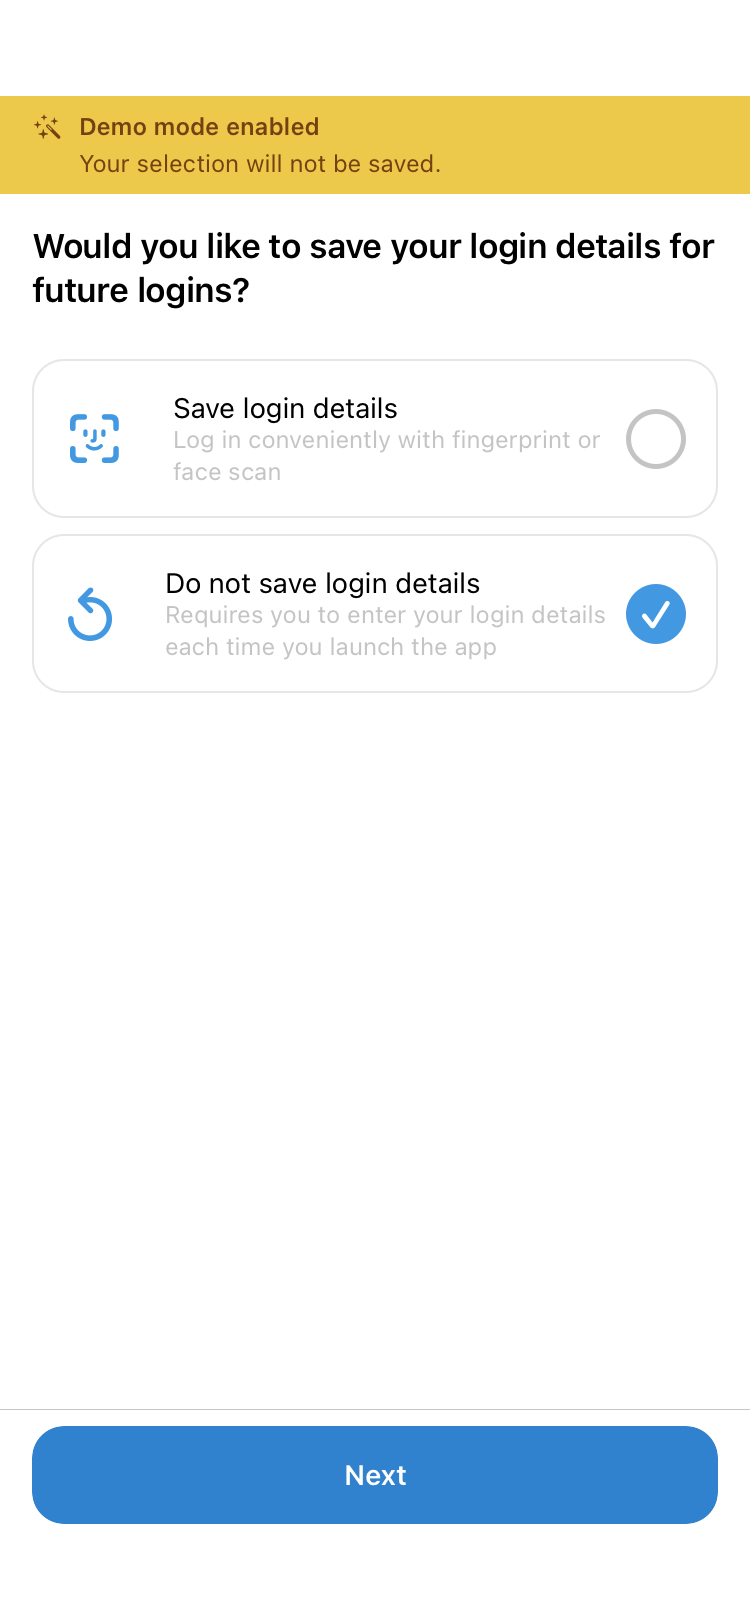 Demo mode enabled
Your selection will not be saved.
Would you like to save your login details for
future logins?
Save login details
Log in conveniently with fingerprint or
face scan
Do not save login details
Requires you to enter your login details
each time you launch the app
Next